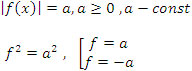 |f(x)| = a, a ≥ 0 , a - const
f² = a² , [ f = a
f = -a